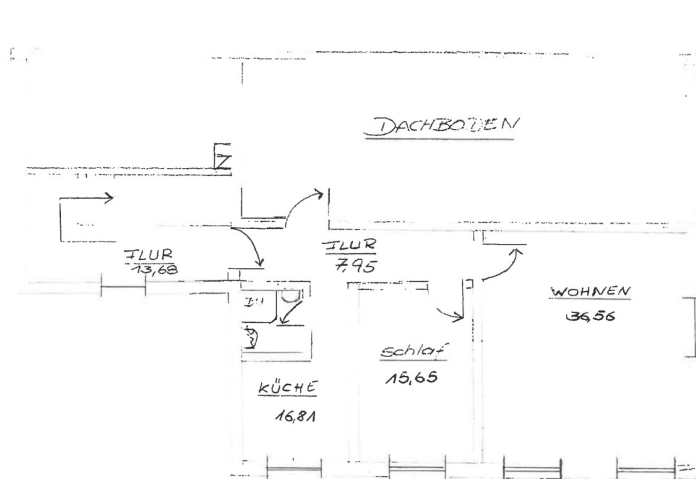 DACHBODEN
FLUR
13,68
FLUR
7,95
WOHNEN
36,56
Schlaf
15,65
KÜCHE
16,81